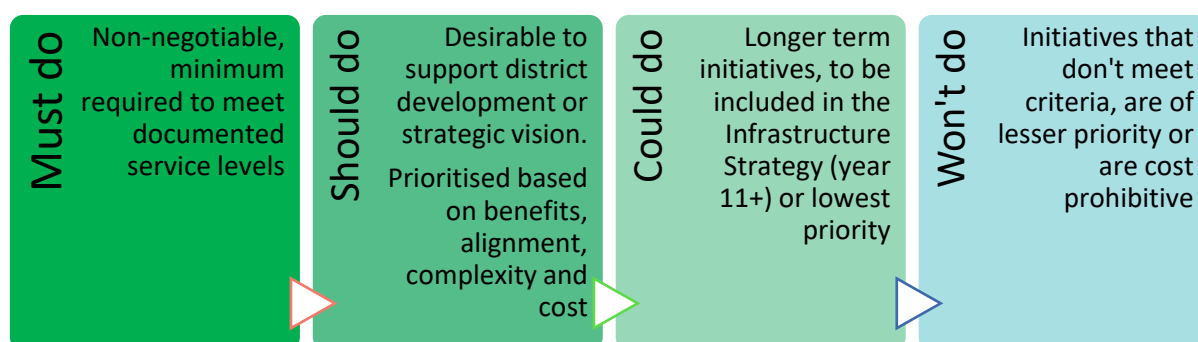 Must do
Non-negotiable,
minimum
required to meet
documented
service levels
Should do
Desirable to
support district
development or
strategic vision.
Prioritised based
on benefits,
alignment,
complexity and
cost
Could do
Longer term
initiatives, to be
included in the
Infrastructure
Strategy (year
11+) or lowest
priority
Won't do
Initiatives that
don't meet
criteria, are of
lesser priority or
are cost
prohibitive